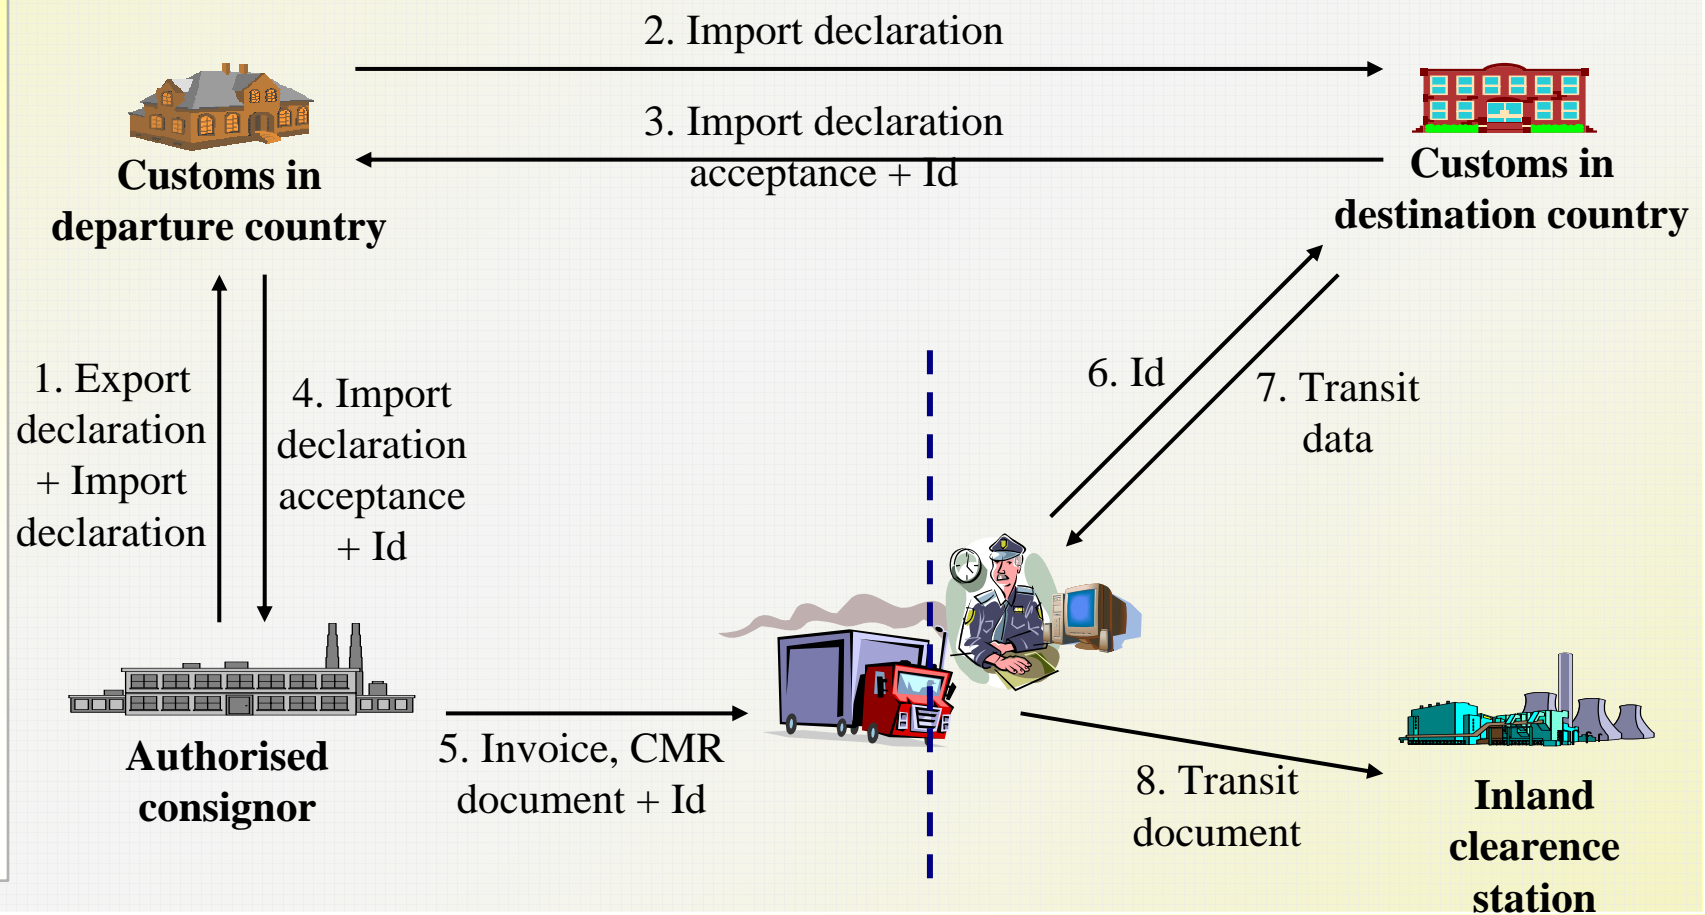 2. Import declaration
3. Import declaration
acceptance + Id
Customs in
departure country
Customs in
destination country
1. Export
declaration
+ Import
declaration
4. Import
declaration
acceptance
+ Id
6. Id
7. Transit
data
Authorised
consignor
5. Invoice, CMR
document + Id
8. Transit
document
Inland
clearence
station